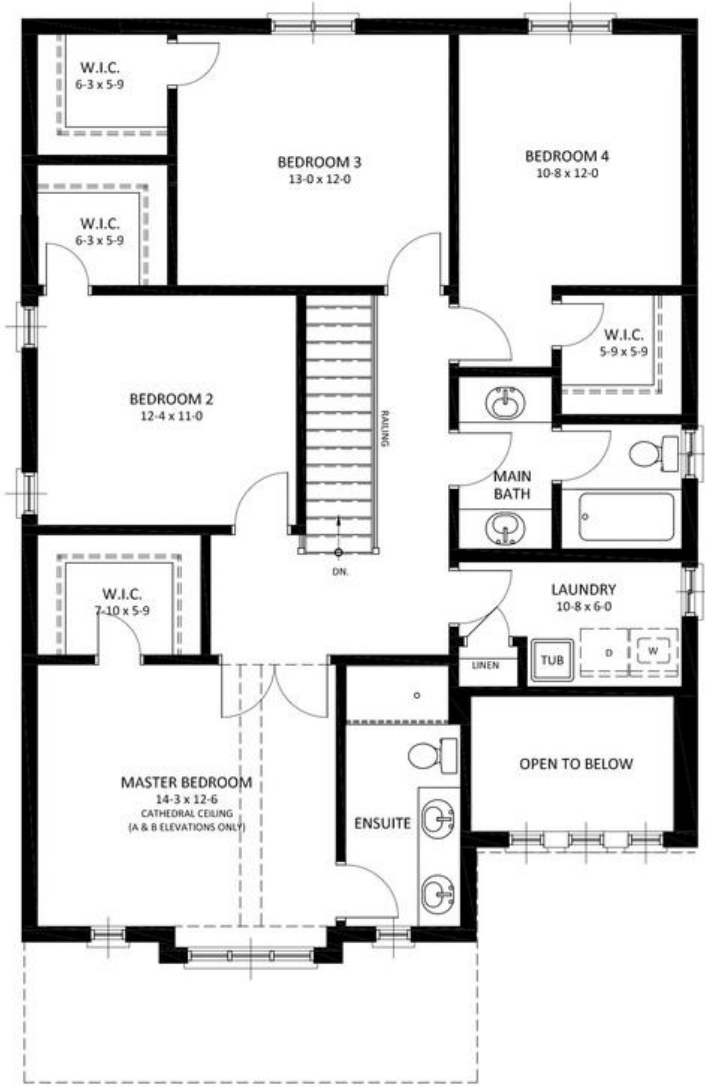 W.I.C.
6-3 x 5-9
BEDROOM 3
13-0 x 12-0
BEDROOM 4
10-8 x 12-0
W.I.C.
6-3 x 5-9
W.I.C.
5-9 x 5-9
BEDROOM 2
12-4 x 11-0
RAILING
MAIN
BATH
DN.
W.I.C.
7-10 x 5-9
LAUNDRY
10-8 x 6-0
LINEN
TUB
D
W
OPEN TO BELOW
MASTER BEDROOM
14-3 x 12-6
CATHEDRAL CEILING
(A & B ELEVATIONS ONLY)
ENSUITE